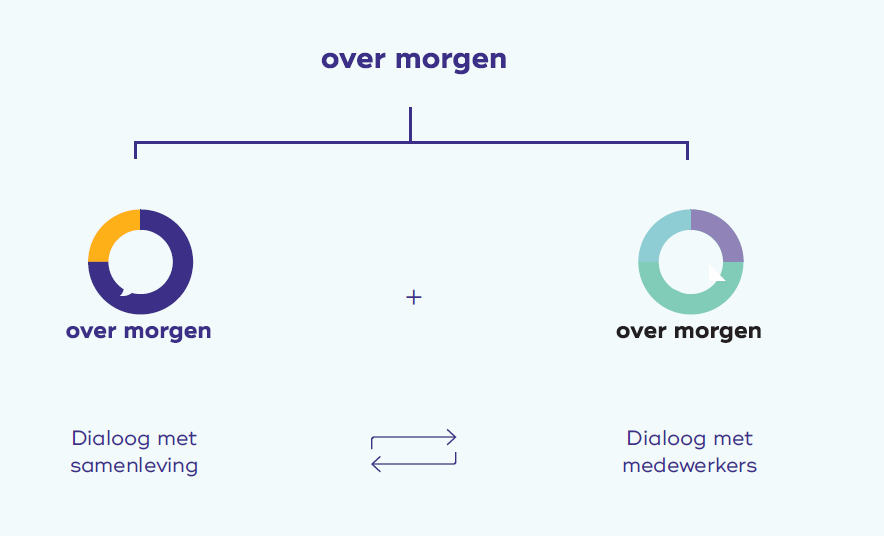 over morgen
over morgen
+
over morgen
Dialoog met
samenleving
Dialoog met
medewerkers